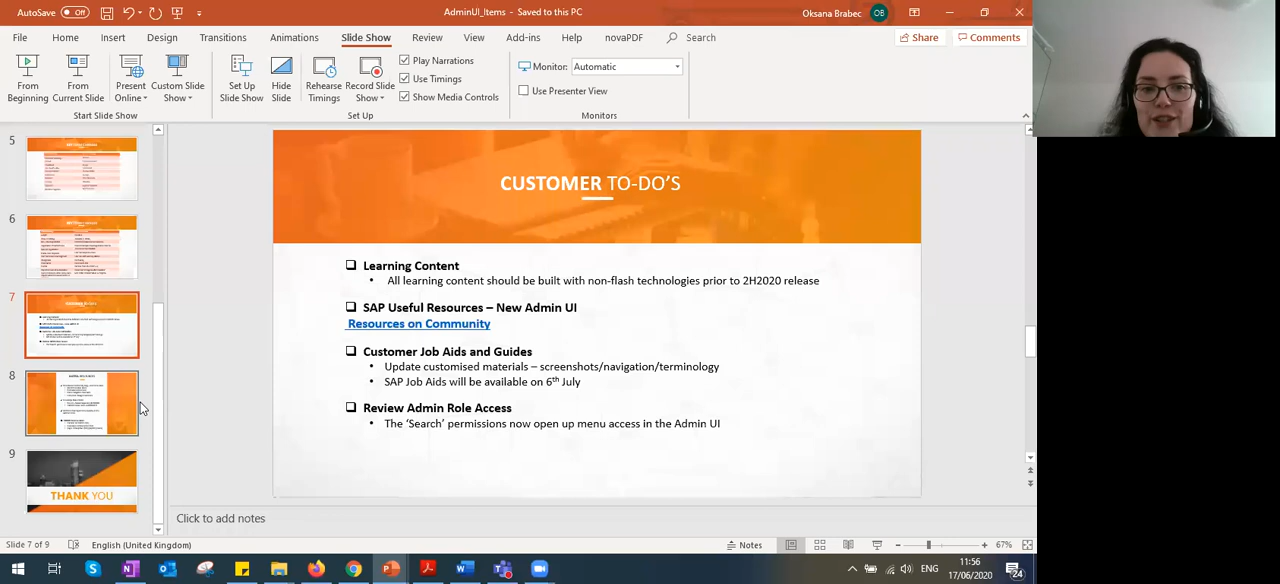 AutoSave Off
AdminUI_Items - Saved to this PC
Oksana Brabec OB
File Home Insert Design Transitions Animations Slide Show Review View Add-ins Help novaPDF Search Share Comments
From Beginning
From Current Slide
Present Online
Custom Slide Show
Start Slide Show
Set Up Slide Show
Hide Slide
Rehearse Timings
Record Slide Show
Play Narrations
Use Timings
Show Media Controls
Set Up
Monitor: Automatic
Use Presenter View
Monitors
5
6
7
8
9
THANK YOU
CUSTOMER TO-DO'S
Learning Content
• All learning content should be built with non-flash technologies prior to 2H2020 release
SAP Useful Resources – New Admin UI
Resources on Community
Customer Job Aids and Guides
• Update customised materials – screenshots/navigation/terminology
• SAP Job Aids will be available on 6th July
Review Admin Role Access
• The 'Search' permissions now open up menu access in the Admin UI
Click to add notes
Slide 7 of 9 English (United Kingdom) Notes 67%
ENG
11:56
17/06/2020
24